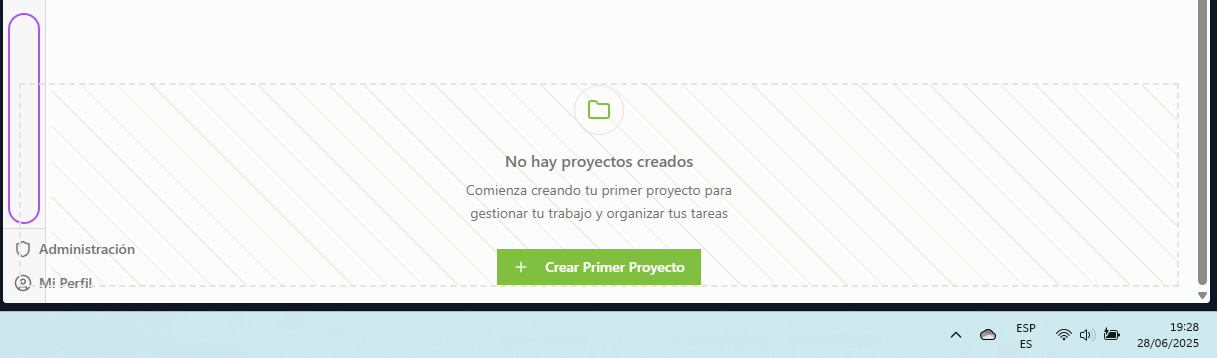 No hay proyectos creados
Comienza creando tu primer proyecto para
gestionar tu trabajo y organizar tus tareas
Administración
+ Crear Primer Proyecto
Mi Perfil
ESP
ES
19:28
28/06/2025